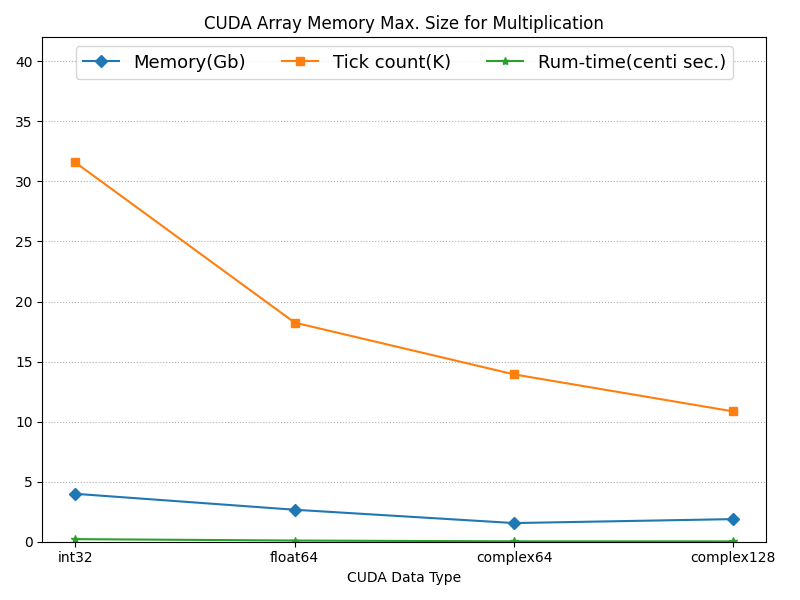 CUDA Array Memory Max. Size for Multiplication
Memory(Gb) Tick count(K) Rum-time(centi sec.)
40
35
30
25
20
15
10
5
0
int32 float64 complex64 complex128
CUDA Data Type